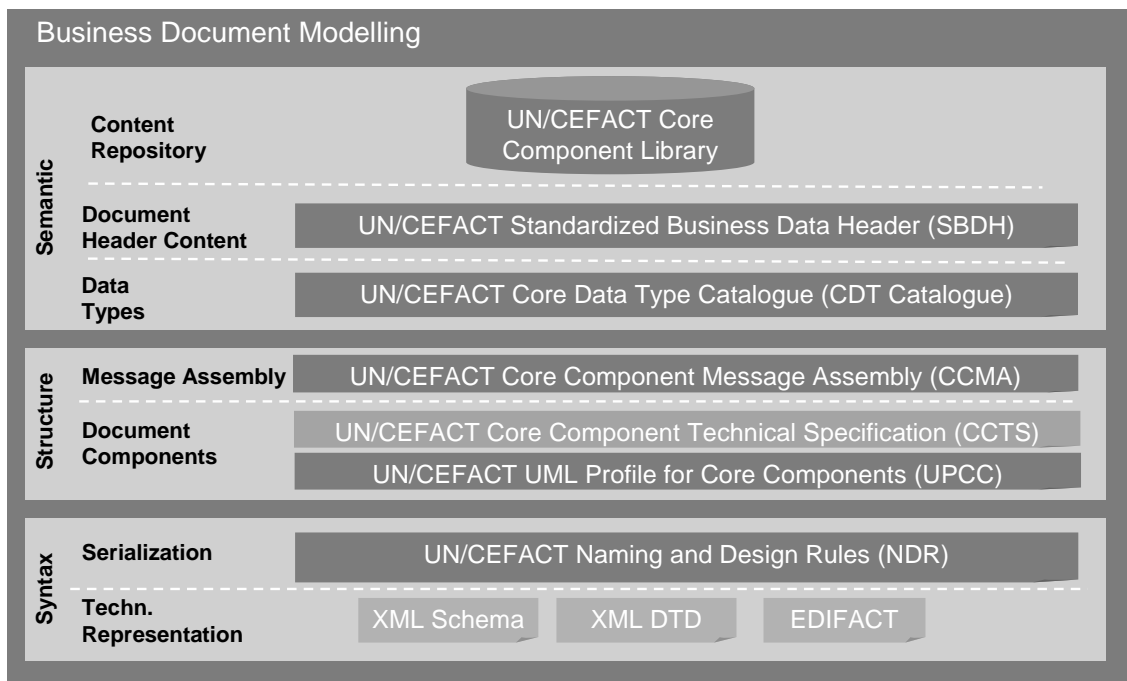 Business Document Modelling
Semantic
Content
Repository
UN/CEFACT Core
Component Library
Document
Header Content
UN/CEFACT Standardized Business Data Header (SBDH)
Data
Types
UN/CEFACT Core Data Type Catalogue (CDT Catalogue)
Structure
Message Assembly
UN/CEFACT Core Component Message Assembly (CCMA)
Document
Components
UN/CEFACT Core Component Technical Specification (CCTS)
UN/CEFACT UML Profile for Core Components (UPCC)
Syntax
Serialization
UN/CEFACT Naming and Design Rules (NDR)
Techn.
Representation
XML Schema
XML DTD
EDIFACT